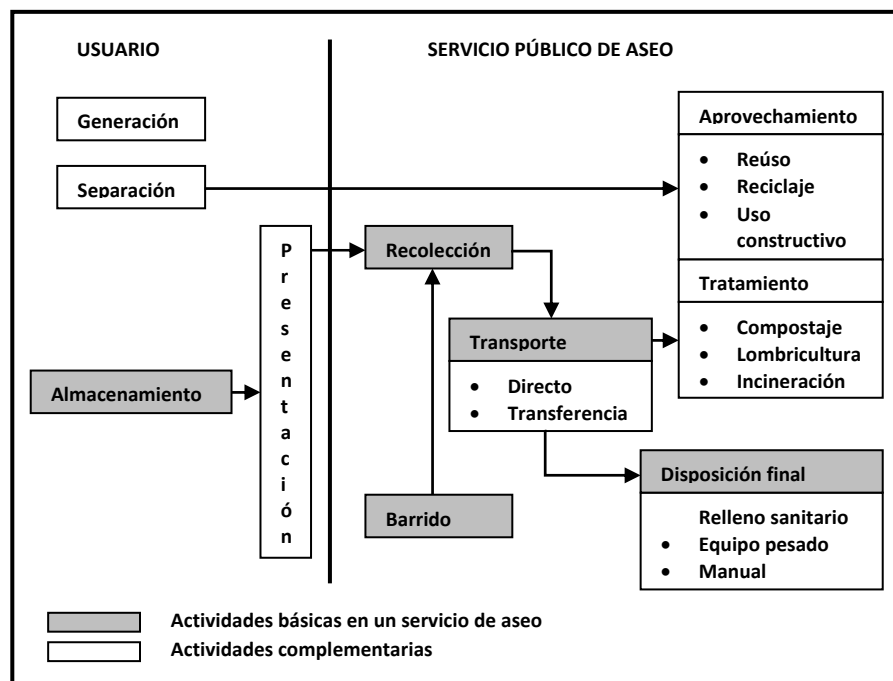 USUARIO
SERVICIO PÚBLICO DE ASEO
Generación
Separación
Aprovechamiento
• Reúso
• Reciclaje
• Uso
constructivo
Presentación
Recolección
Tratamiento
• Compostaje
• Lombricultura
• Incineración
Transporte
• Directo
• Transferencia
Almacenamiento
Disposición final
Relleno sanitario
• Equipo pesado
• Manual
Barrido
Actividades básicas en un servicio de aseo
Actividades complementarias